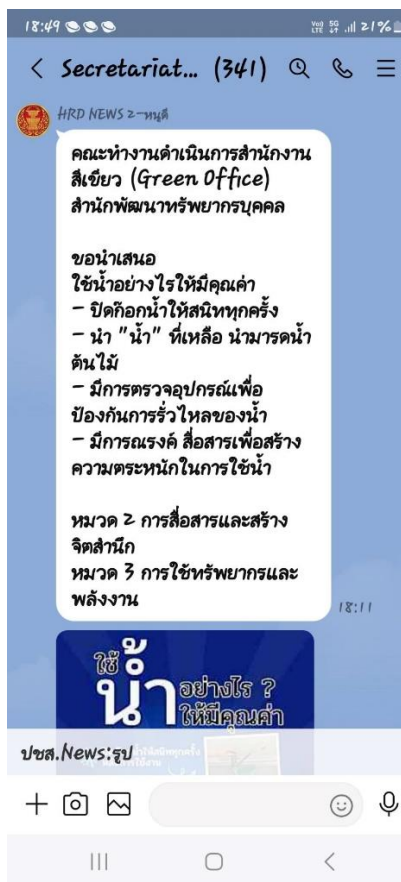 18:49
Vo) 5G LTE 21%
Secretariat... (341)
HRD NEWS 2-หนุดี
คณะทำงานดำเนินการสำนักงาน
สีเขียว (Green Office)
สำนักพัฒนาทรัพยากรบุคคล
ขอนำเสนอ
ใช้น้ำอย่างไรให้มีคุณค่า
- ปิดก๊อกน้ำให้สนิททุกครั้ง
- นำ "น้ำ" ที่เหลือ นำมารดน้ำ
ต้นไม้
- มีการตรวจอุปกรณ์เพื่อ
ป้องกันการรั่วไหลของน้ำ
- มีการณรงค์ สื่อสารเพื่อสร้าง
ความตระหนักในการใช้น้ำ
หมวด 2 การสื่อสารและสร้าง
จิตสำนึก
หมวด 3 การใช้ทรัพยากรและ
พลังงาน
18:11
ใช้น้ำอย่างไร ?
ให้มีคุณค่า
ปชส.News:รูป